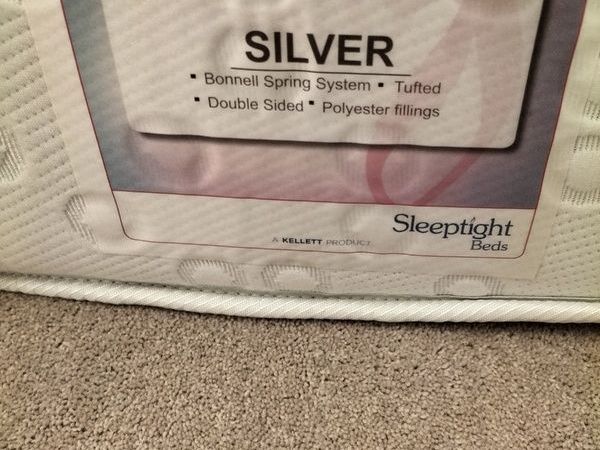 SILVER
▪ Bonnell Spring System ▪ Tufted
▪ Double Sided ▪ Polyester fillings
Sleeptight
Beds
A KELLETT PRODUCT